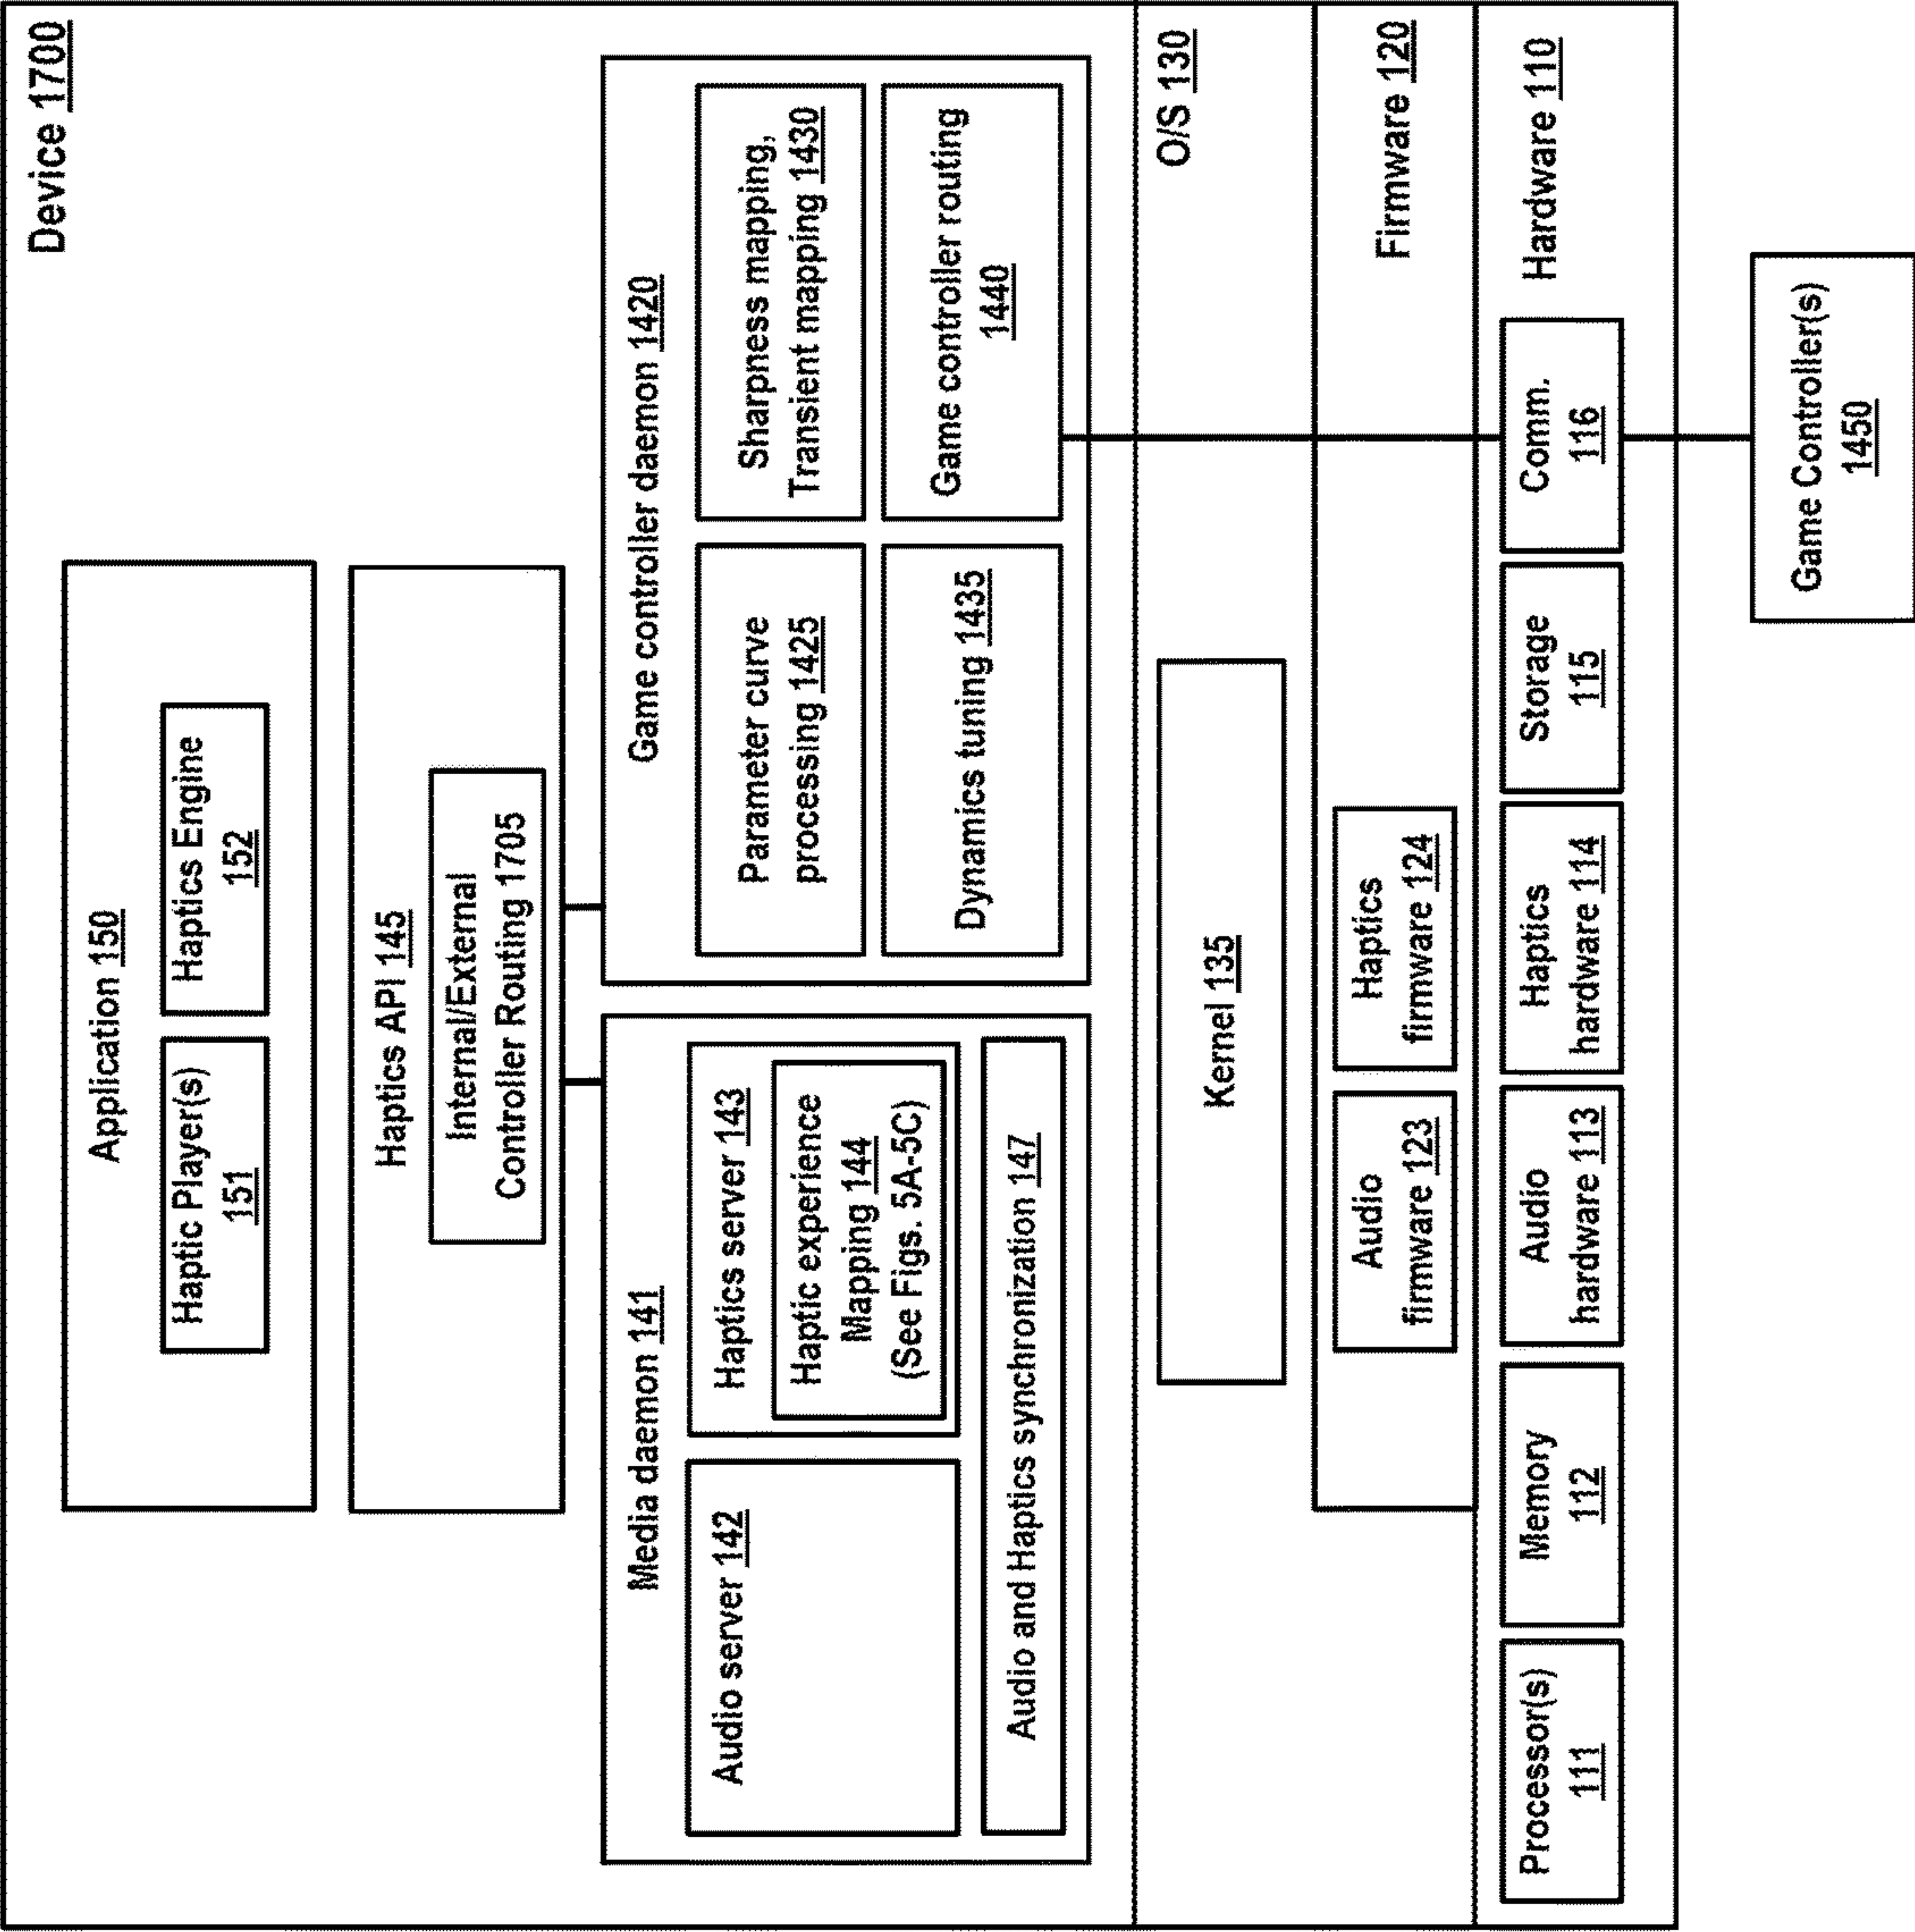 Device 1700
Application 150
Haptic Player(s)
151
Haptics Engine
152
Haptics API 145
Internal/External
Controller Routing 1705
Media daemon 141
Audio server 142
Haptics server 143
Haptic experience
Mapping 144
(See Figs. 5A-5C)
Audio and Haptics synchronization 147
Game controller daemon 1420
Parameter curve
processing 1425
Sharpness mapping,
Transient mapping 1430
Dynamics tuning 1435
Game controller routing
1440
O/S 130
Kernel 135
Firmware 120
Audio
firmware 123
Haptics
firmware 124
Hardware 110
Processor(s)
111
Memory
112
Audio
hardware 113
Haptics
hardware 114
Storage
115
Comm.
116
Game Controller(s)
1450